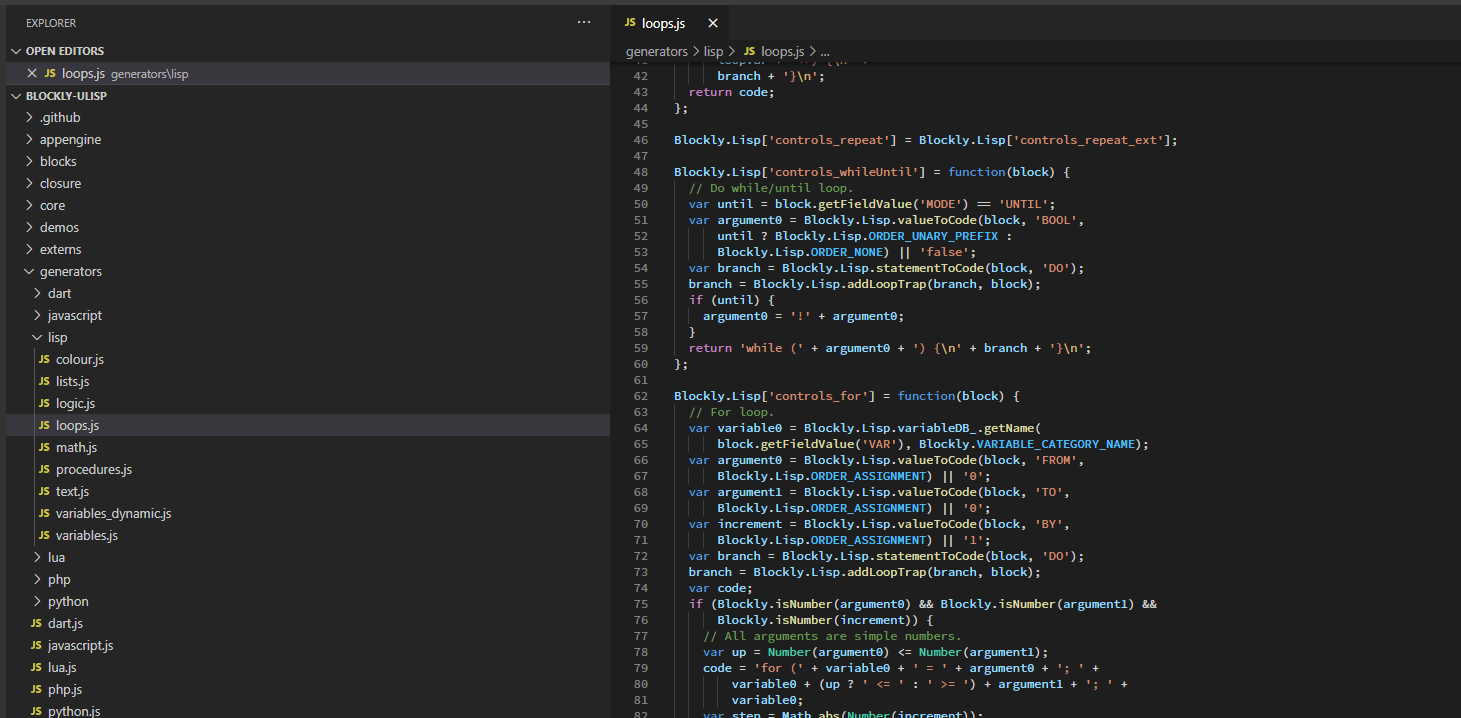 EXPLORER
···
OPEN EDITORS
JS loops.js generators\lisp
BLOCKLY-ULISP
.github
appengine
blocks
closure
core
demos
externs
generators
dart
javascript
lisp
JS colour.js
JS lists.js
JS logic.js
JS loops.js
JS math.js
JS procedures.js
JS text.js
JS variables_dynamic.js
JS variables.js
lua
php
python
JS dart.js
JS javascript.js
JS lua.js
JS php.js
JS python.js
JS loops.js
generators > lisp > JS loops.js > ...
42 branch + '}\n';
43 return code;
44 };
45
46 Blockly.Lisp['controls_repeat'] = Blockly.Lisp['controls_repeat_ext'];
47
48 Blockly.Lisp['controls_whileUntil'] = function(block) {
49 // Do while/until loop.
50 var until = block.getFieldValue('MODE') == 'UNTIL';
51 var argument0 = Blockly.Lisp.valueToCode(block, 'BOOL',
52 until ? Blockly.Lisp.ORDER_UNARY_PREFIX :
53 Blockly.Lisp.ORDER_NONE) || 'false';
54 var branch = Blockly.Lisp.statementToCode(block, 'DO');
55 branch = Blockly.Lisp.addLoopTrap(branch, block);
56 if (until) {
57 argument0 = '!' + argument0;
58 }
59 return 'while (' + argument0 + ') {\n' + branch + '}\n';
60 };
61
62 Blockly.Lisp['controls_for'] = function(block) {
63 // For loop.
64 var variable0 = Blockly.Lisp.variableDB_.getName(
65 block.getFieldValue('VAR'), Blockly.VARIABLE_CATEGORY_NAME);
66 var argument0 = Blockly.Lisp.valueToCode(block, 'FROM',
67 Blockly.Lisp.ORDER_ASSIGNMENT) || '0';
68 var argument1 = Blockly.Lisp.valueToCode(block, 'TO',
69 Blockly.Lisp.ORDER_ASSIGNMENT) || '0';
70 var increment = Blockly.Lisp.valueToCode(block, 'BY',
71 Blockly.Lisp.ORDER_ASSIGNMENT) || '1';
72 var branch = Blockly.Lisp.statementToCode(block, 'DO');
73 branch = Blockly.Lisp.addLoopTrap(branch, block);
74 var code;
75 if (Blockly.isNumber(argument0) && Blockly.isNumber(argument1) &&
76 Blockly.isNumber(increment)) {
77 // All arguments are simple numbers.
78 var up = Number(argument0) <= Number(argument1);
79 code = 'for (' + variable0 + ' = ' + argument0 + '; ' +
80 variable0 + (up ? ' <= ' : ' >= ') + argument1 + '; ' +
81 variable0;
82 var step = Math.abs(Number(increment));